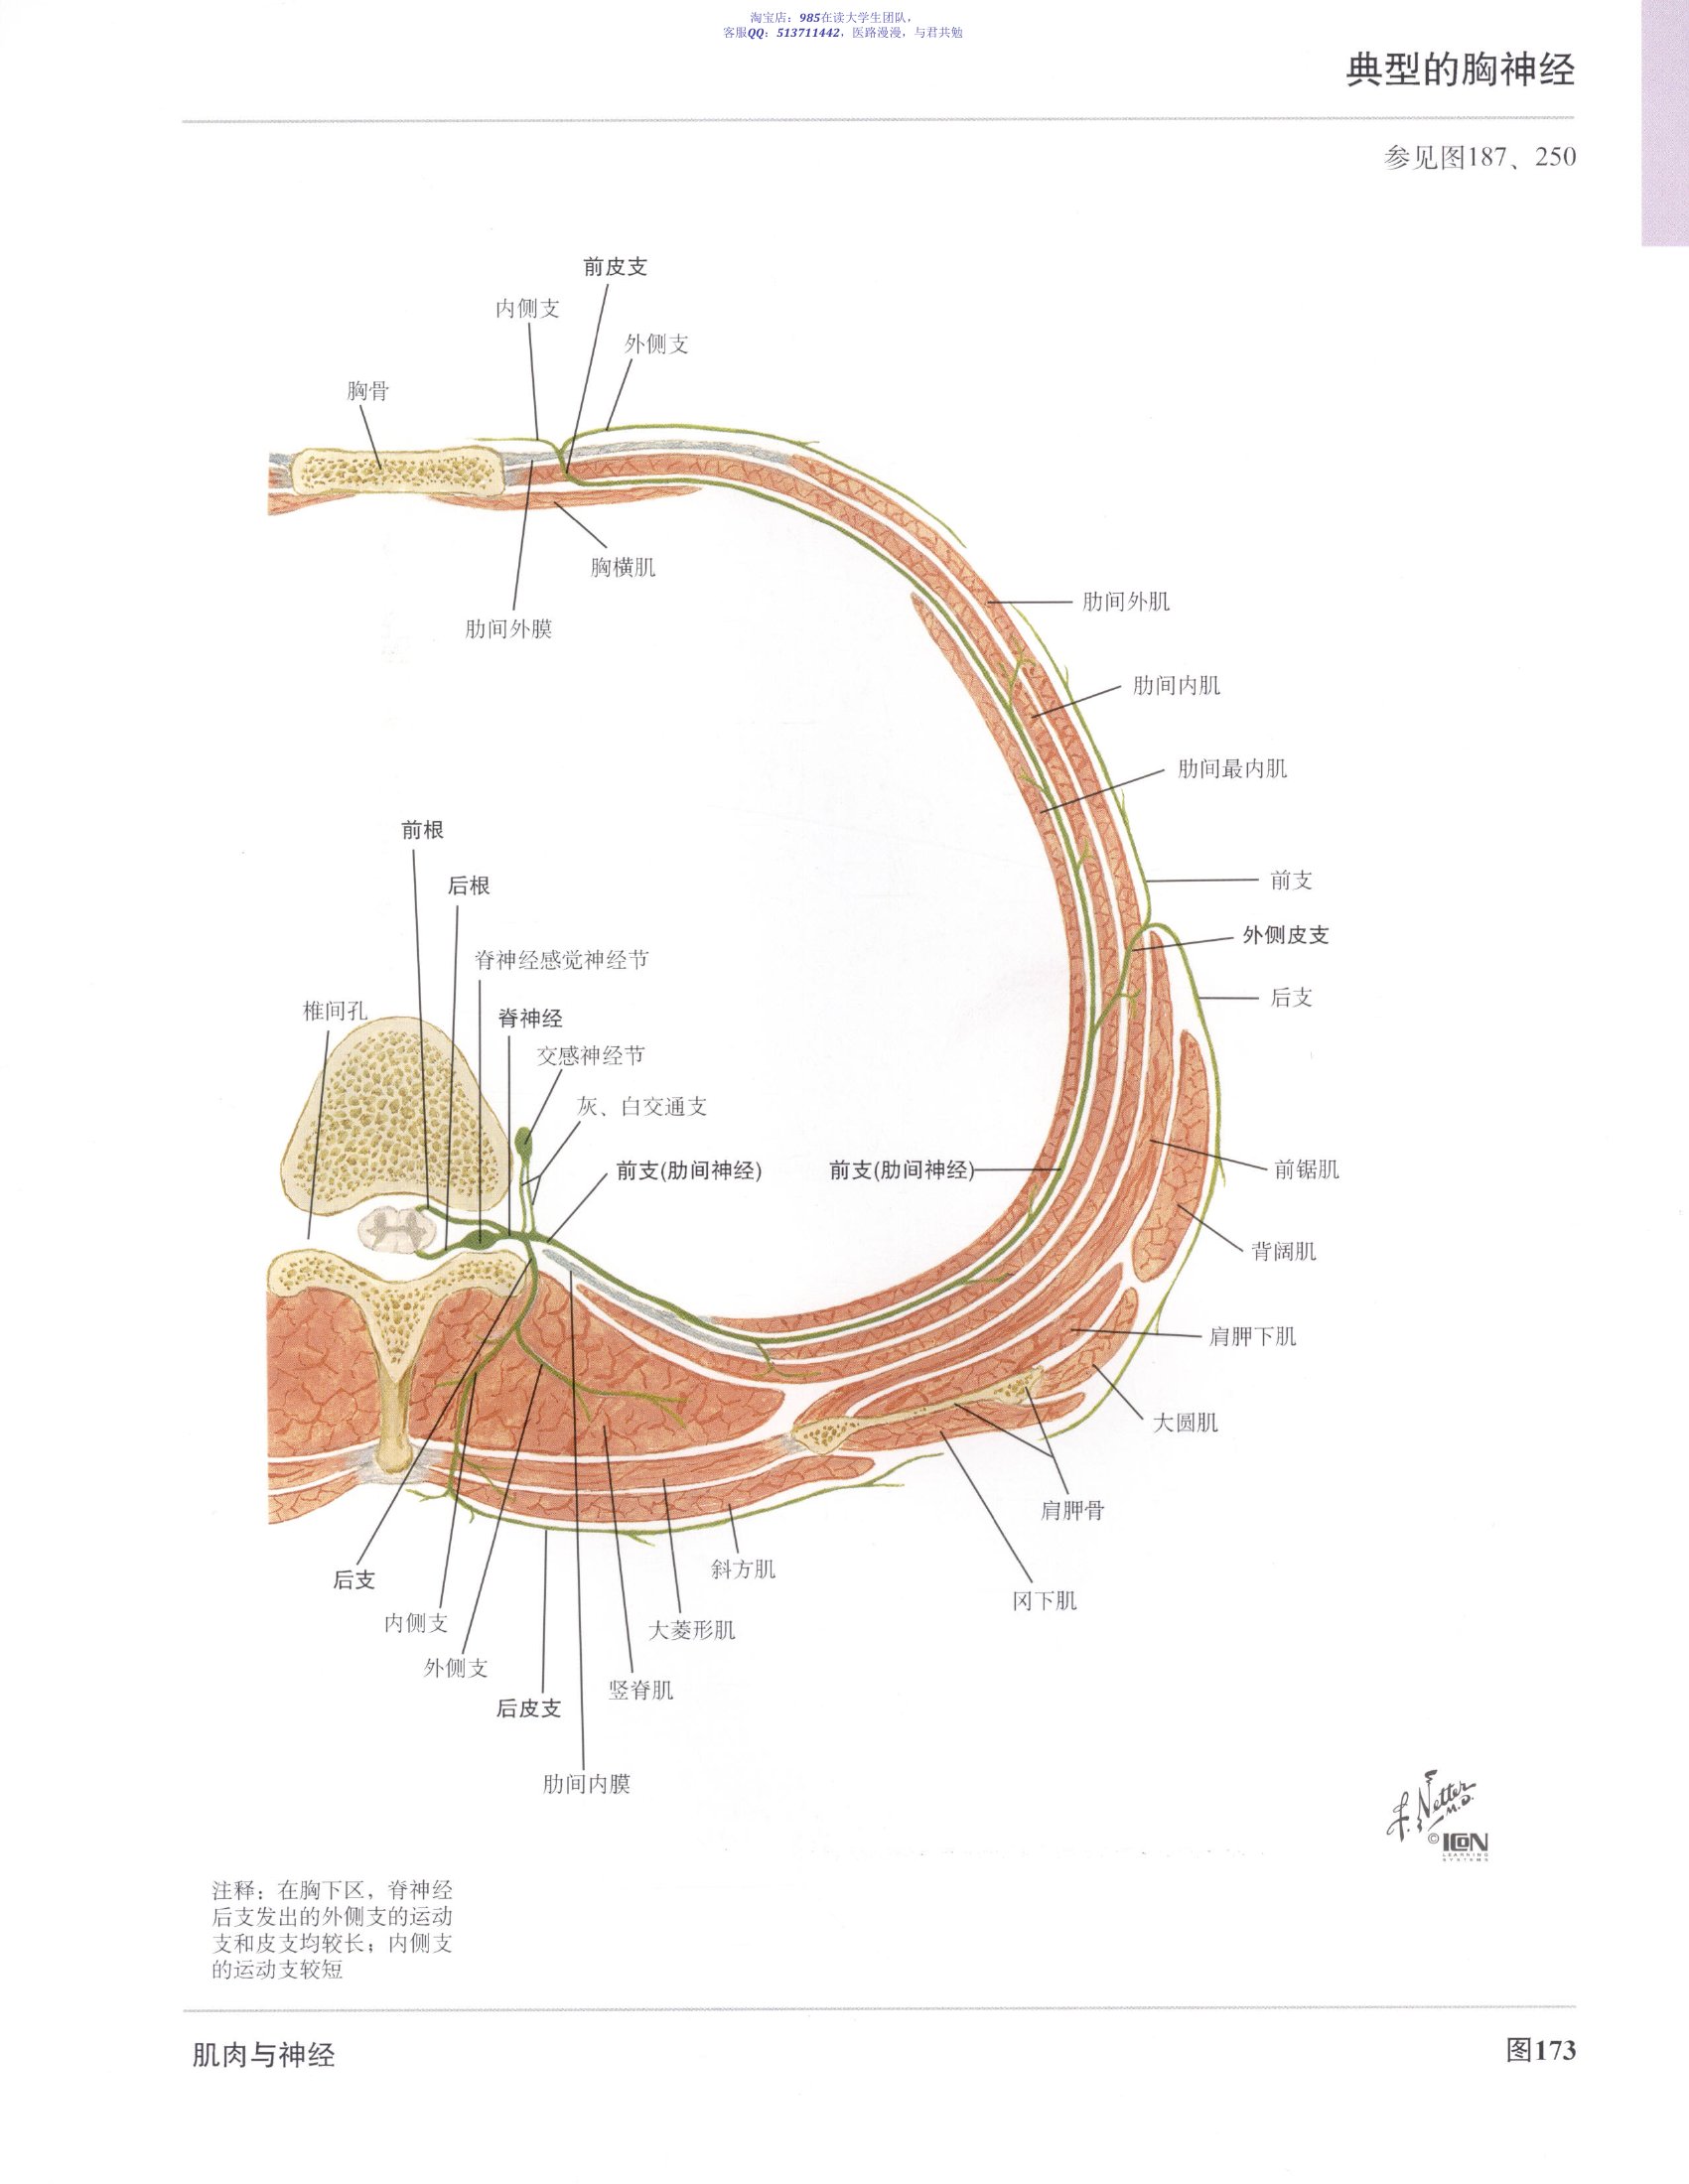 淘宝店：985在读大学生团队，
客服QQ：513711442，医路漫漫，与君共勉
典型的胸神经
参见图187、250
前皮支
内侧支
外侧支
胸骨
胸横肌
肋间外膜
肋间外肌
肋间内肌
肋间最内肌
前根
后根
前支
外侧皮支
脊神经感觉神经节
后支
椎间孔
脊神经
交感神经节
灰、白交通支
前支(肋间神经)
前支(肋间神经)
前锯肌
背阔肌
肩胛下肌
大圆肌
肩胛骨
斜方肌
后支
冈下肌
内侧支
大菱形肌
外侧支
竖脊肌
后皮支
肋间内膜
F. Netter
M.D.
© ICON
LEARNING
SYSTEMS
注释：在胸下区，脊神经
后支发出的外侧支的运动
支和皮支均较长；内侧支
的运动支较短
肌肉与神经
图173